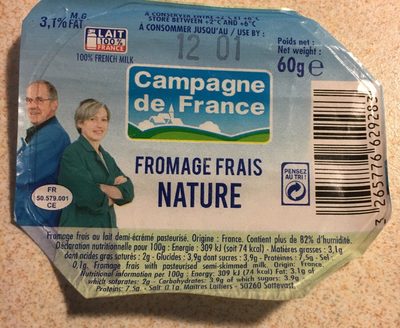 3,1% M.G
FAT
A CONSERVER ENTRE +2°C ET +6°C
STORE BETWEEN +2°C AND +6°C
A CONSOMMER JUSQU'AU / USE BY :
12 01
Poids net :
Net weight :
60g e
LAIT
100%
FRANCE
100% FRENCH MILK
Campagne
de France
FROMAGE FRAIS
NATURE
PENSEZ
AU TRI !
FR
50.579.001
CE
3 265776 629283
Fromage frais au lait demi-écrémé pasteurisé. Origine : France. Contient plus de 82% d'humidité.
Déclaration nutritionnelle pour 100g : Energie : 309 kJ (soit 74 kcal) - Matières grasses : 3,1g
dont acides gras saturés : 2g - Glucides : 3,9g dont sucres : 3,9g - Protéines : 7,5g - Sel :
0,1g. Fromage frais with pasteurised semi-skimmed milk. Origin: France.
Nutritional information per 100g : Energy: 309 kJ (74 kcal) Fat: 3.1g of
which saturates: 2g - Carbohydrates: 3.9g of which sugars: 3.9g -
Proteins: 7.5g - Salt: 0.1g. Maitres Laitiers - 50260 Sottevast.